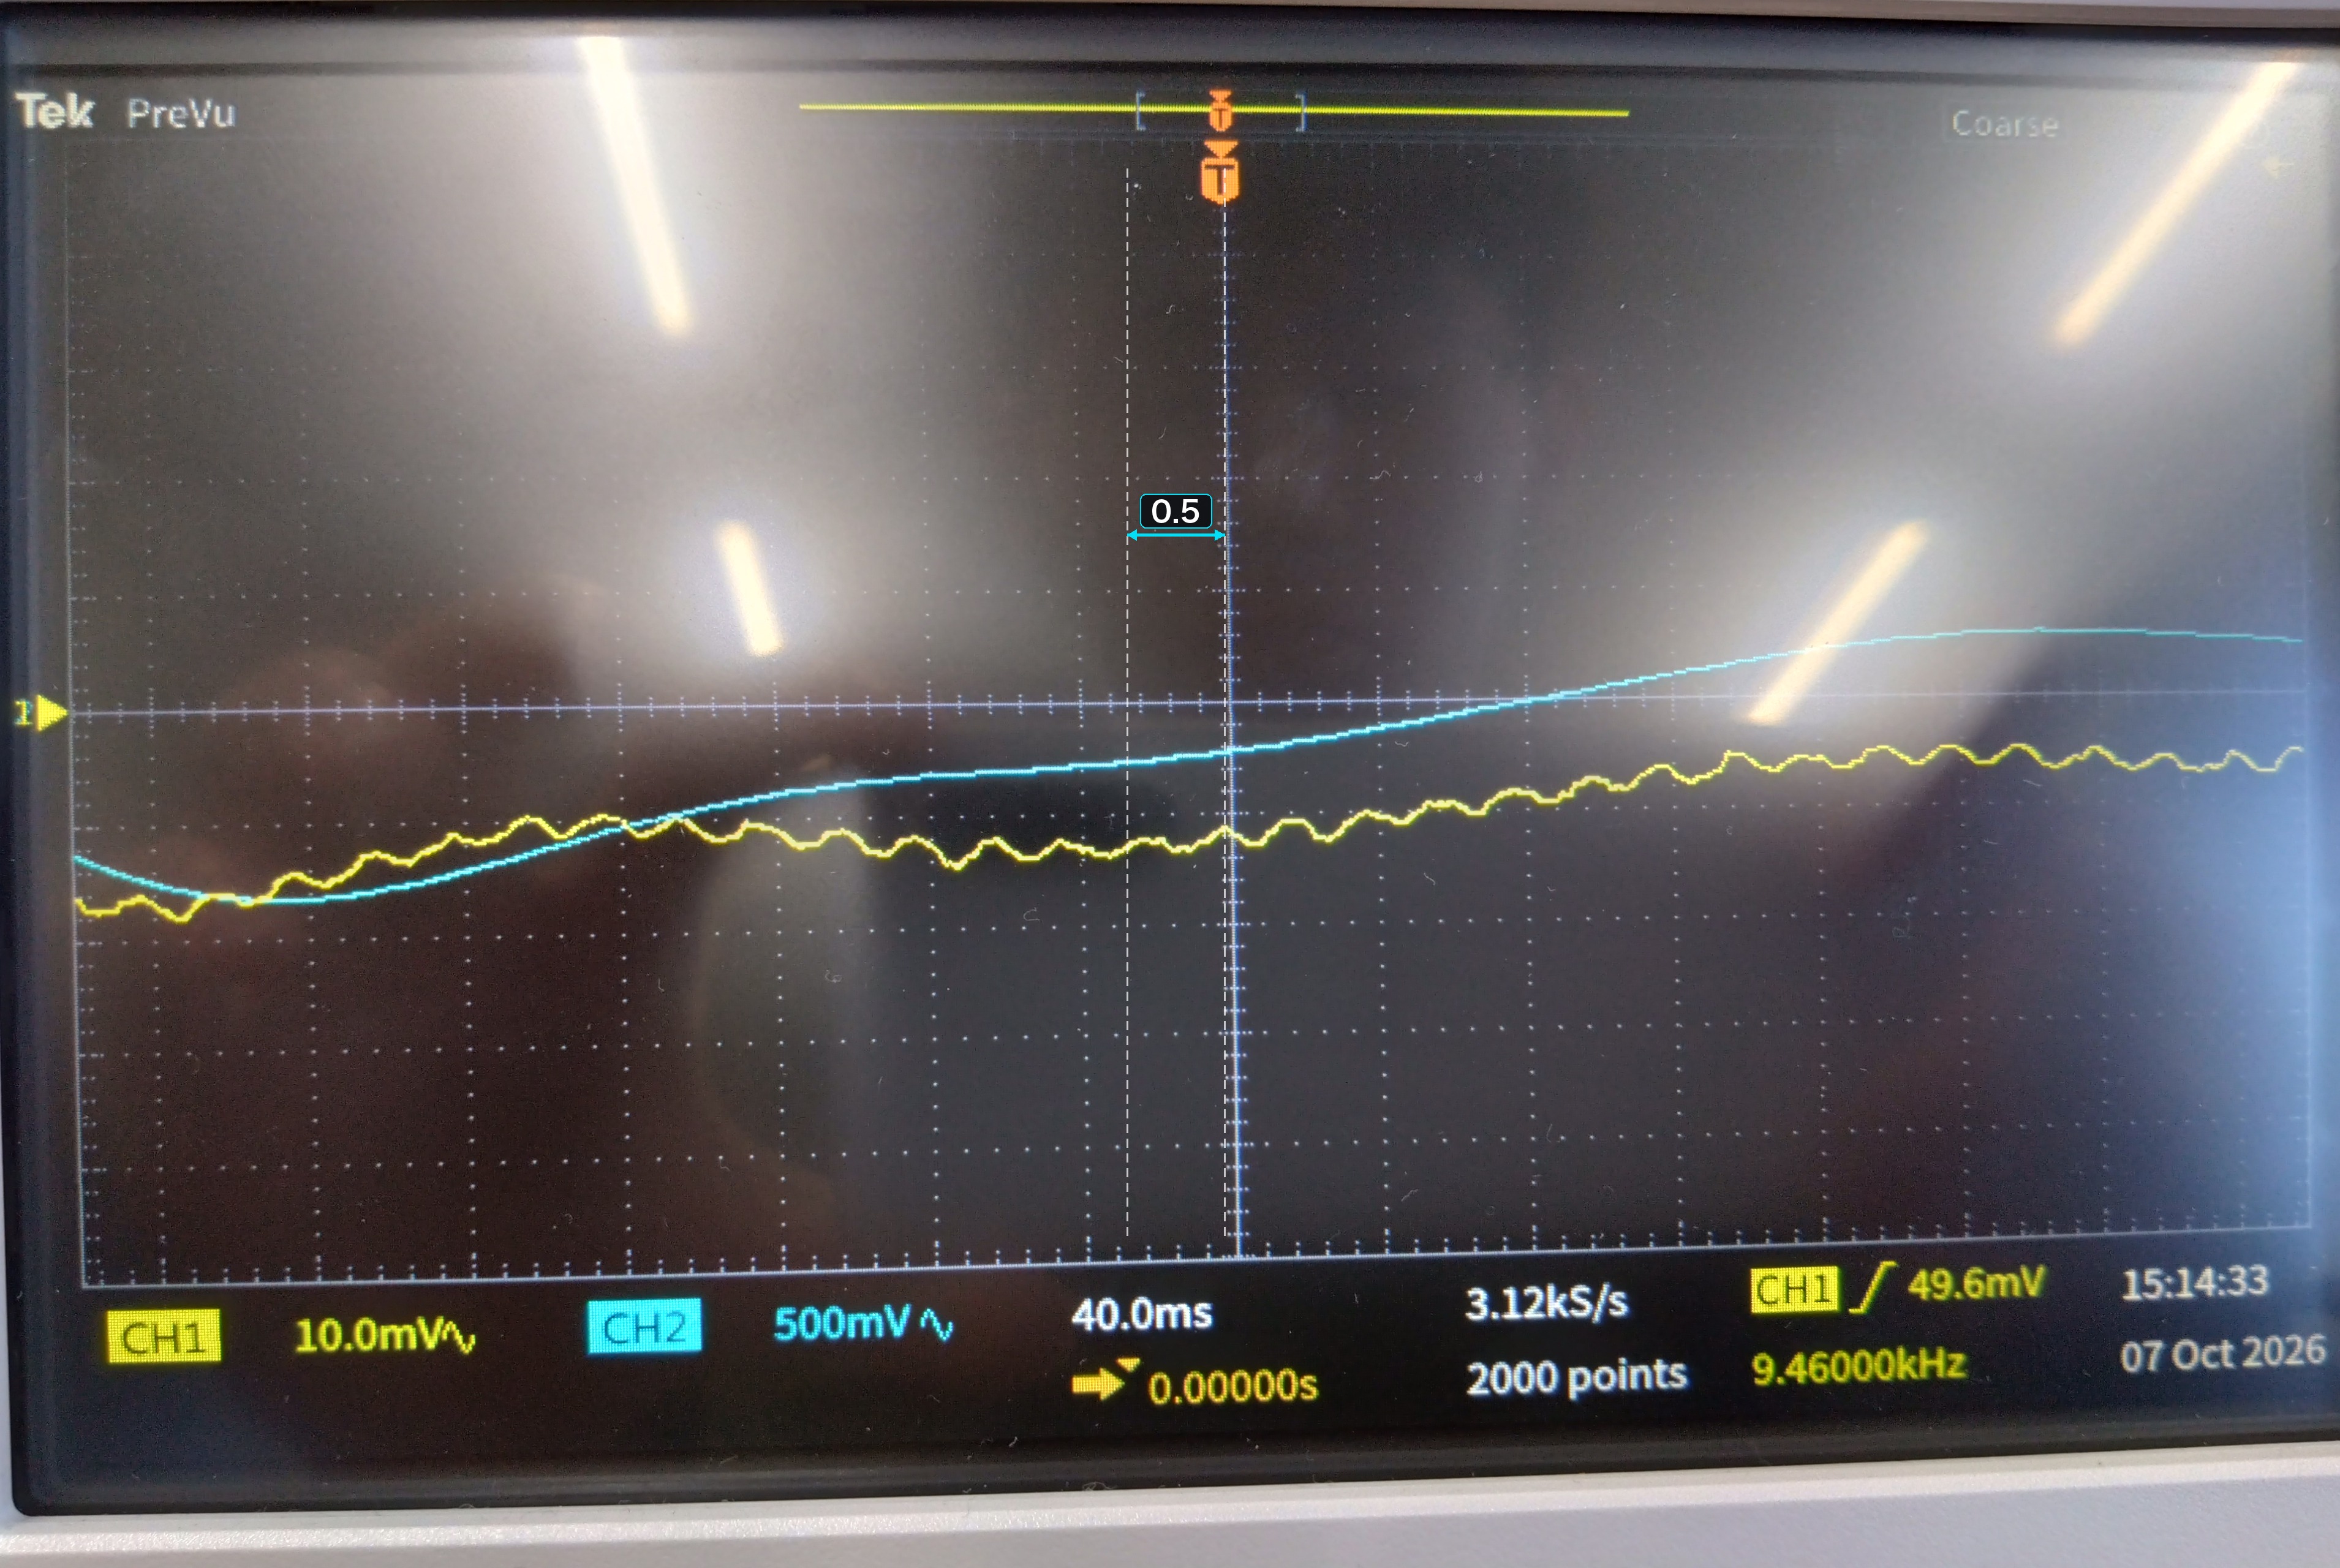 Tek PreVu
Coarse
T
T
0.5
1
CH1 10.0mV CH2 500mV 40.0ms 3.12kS/s CH1 49.6mV 15:14:33
0.00000s 2000 points 9.46000kHz 07 Oct 2026